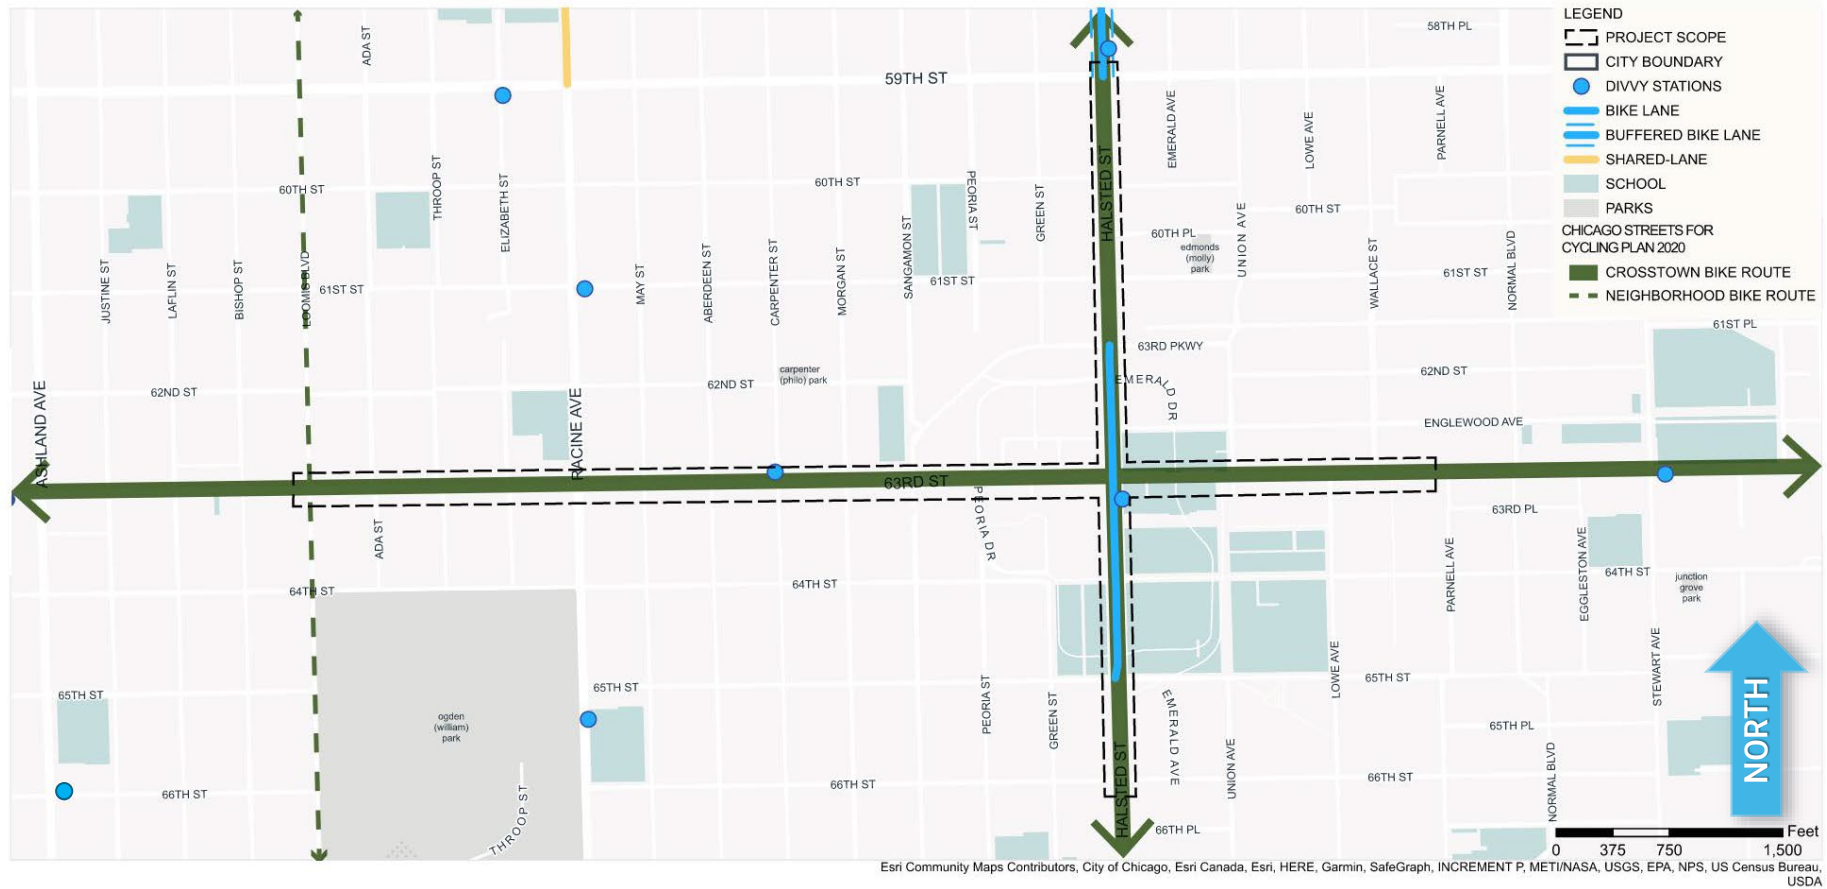 LEGEND
PROJECT SCOPE
CITY BOUNDARY
DIVVY STATIONS
BIKE LANE
BUFFERED BIKE LANE
SHARED-LANE
SCHOOL
PARKS
CHICAGO STREETS FOR
CYCLING PLAN 2020
CROSSTOWN BIKE ROUTE
NEIGHBORHOOD BIKE ROUTE
58TH PL
ADA ST
59TH ST
EMERALD AVE
LOWE AVE
PARNELL AVE
60TH ST
THROOP ST
ELIZABETH ST
60TH ST
PEORIA ST
GREEN ST
HALSTED ST
60TH ST
60TH PL
edmonds
(molly)
park
UNION AVE
WALLACE ST
NORMAL BLVD
JUSTINE ST
LAFLIN ST
BISHOP ST
LOOMIS BLVD
61ST ST
MAY ST
ABERDEEN ST
CARPENTER ST
MORGAN ST
SANGAMON ST
61ST ST
61ST ST
61ST PL
63RD PKWY
EMERALD DR
62ND ST
62ND ST
carpenter
(philo) park
62ND ST
ENGLEWOOD AVE
ASHLAND AVE
RACINE AVE
63RD ST
PEORIA DR
63RD PL
ADA ST
PARNELL AVE
EGGLESTON AVE
64TH ST
64TH ST
64TH ST
junction
grove
park
65TH ST
65TH ST
65TH ST
LOWE AVE
STEWART AVE
PEORIA ST
GREEN ST
EMERALD AVE
UNION AVE
65TH PL
NORMAL BLVD
ogden
(william)
park
66TH ST
66TH ST
66TH ST
THROOP ST
HALSTED ST
66TH PL
NORTH
Feet
0 375 750 1,500
Esri Community Maps Contributors, City of Chicago, Esri Canada, Esri, HERE, Garmin, SafeGraph, INCREMENT P, METI/NASA, USGS, EPA, NPS, US Census Bureau,
USDA